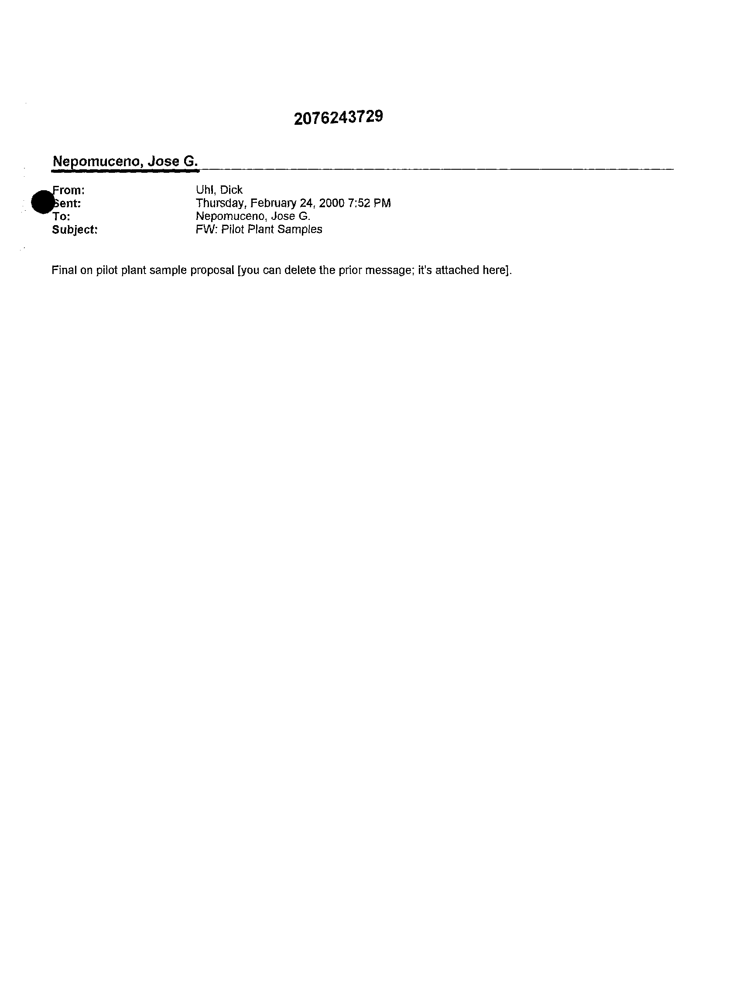 2076243729
Nepomuceno, Jose G.
From: Uhl, Dick
Sent: Thursday, February 24, 2000 7:52 PM
To: Nepomuceno, Jose G.
Subject: FW: Pilot Plant Samples
Final on pilot plant sample proposal [you can delete the prior message; it's attached here].